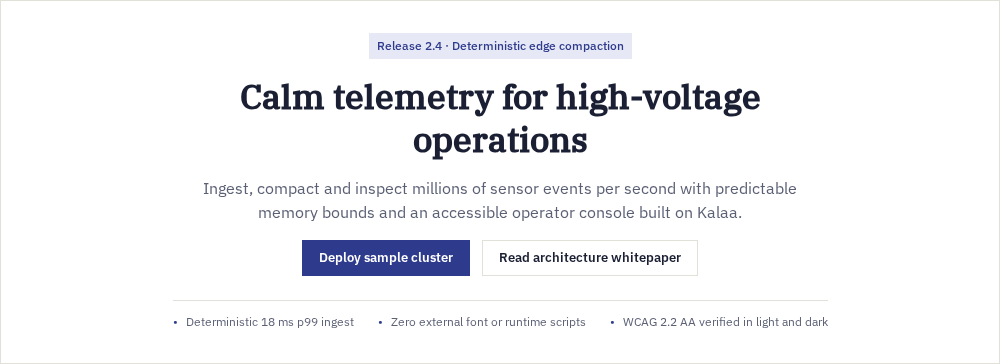 Release 2.4 · Deterministic edge compaction
Calm telemetry for high-voltage
operations
Ingest, compact and inspect millions of sensor events per second with predictable
memory bounds and an accessible operator console built on Kalaa.
Deploy sample cluster
Read architecture whitepaper
• Deterministic 18 ms p99 ingest
• Zero external font or runtime scripts
• WCAG 2.2 AA verified in light and dark